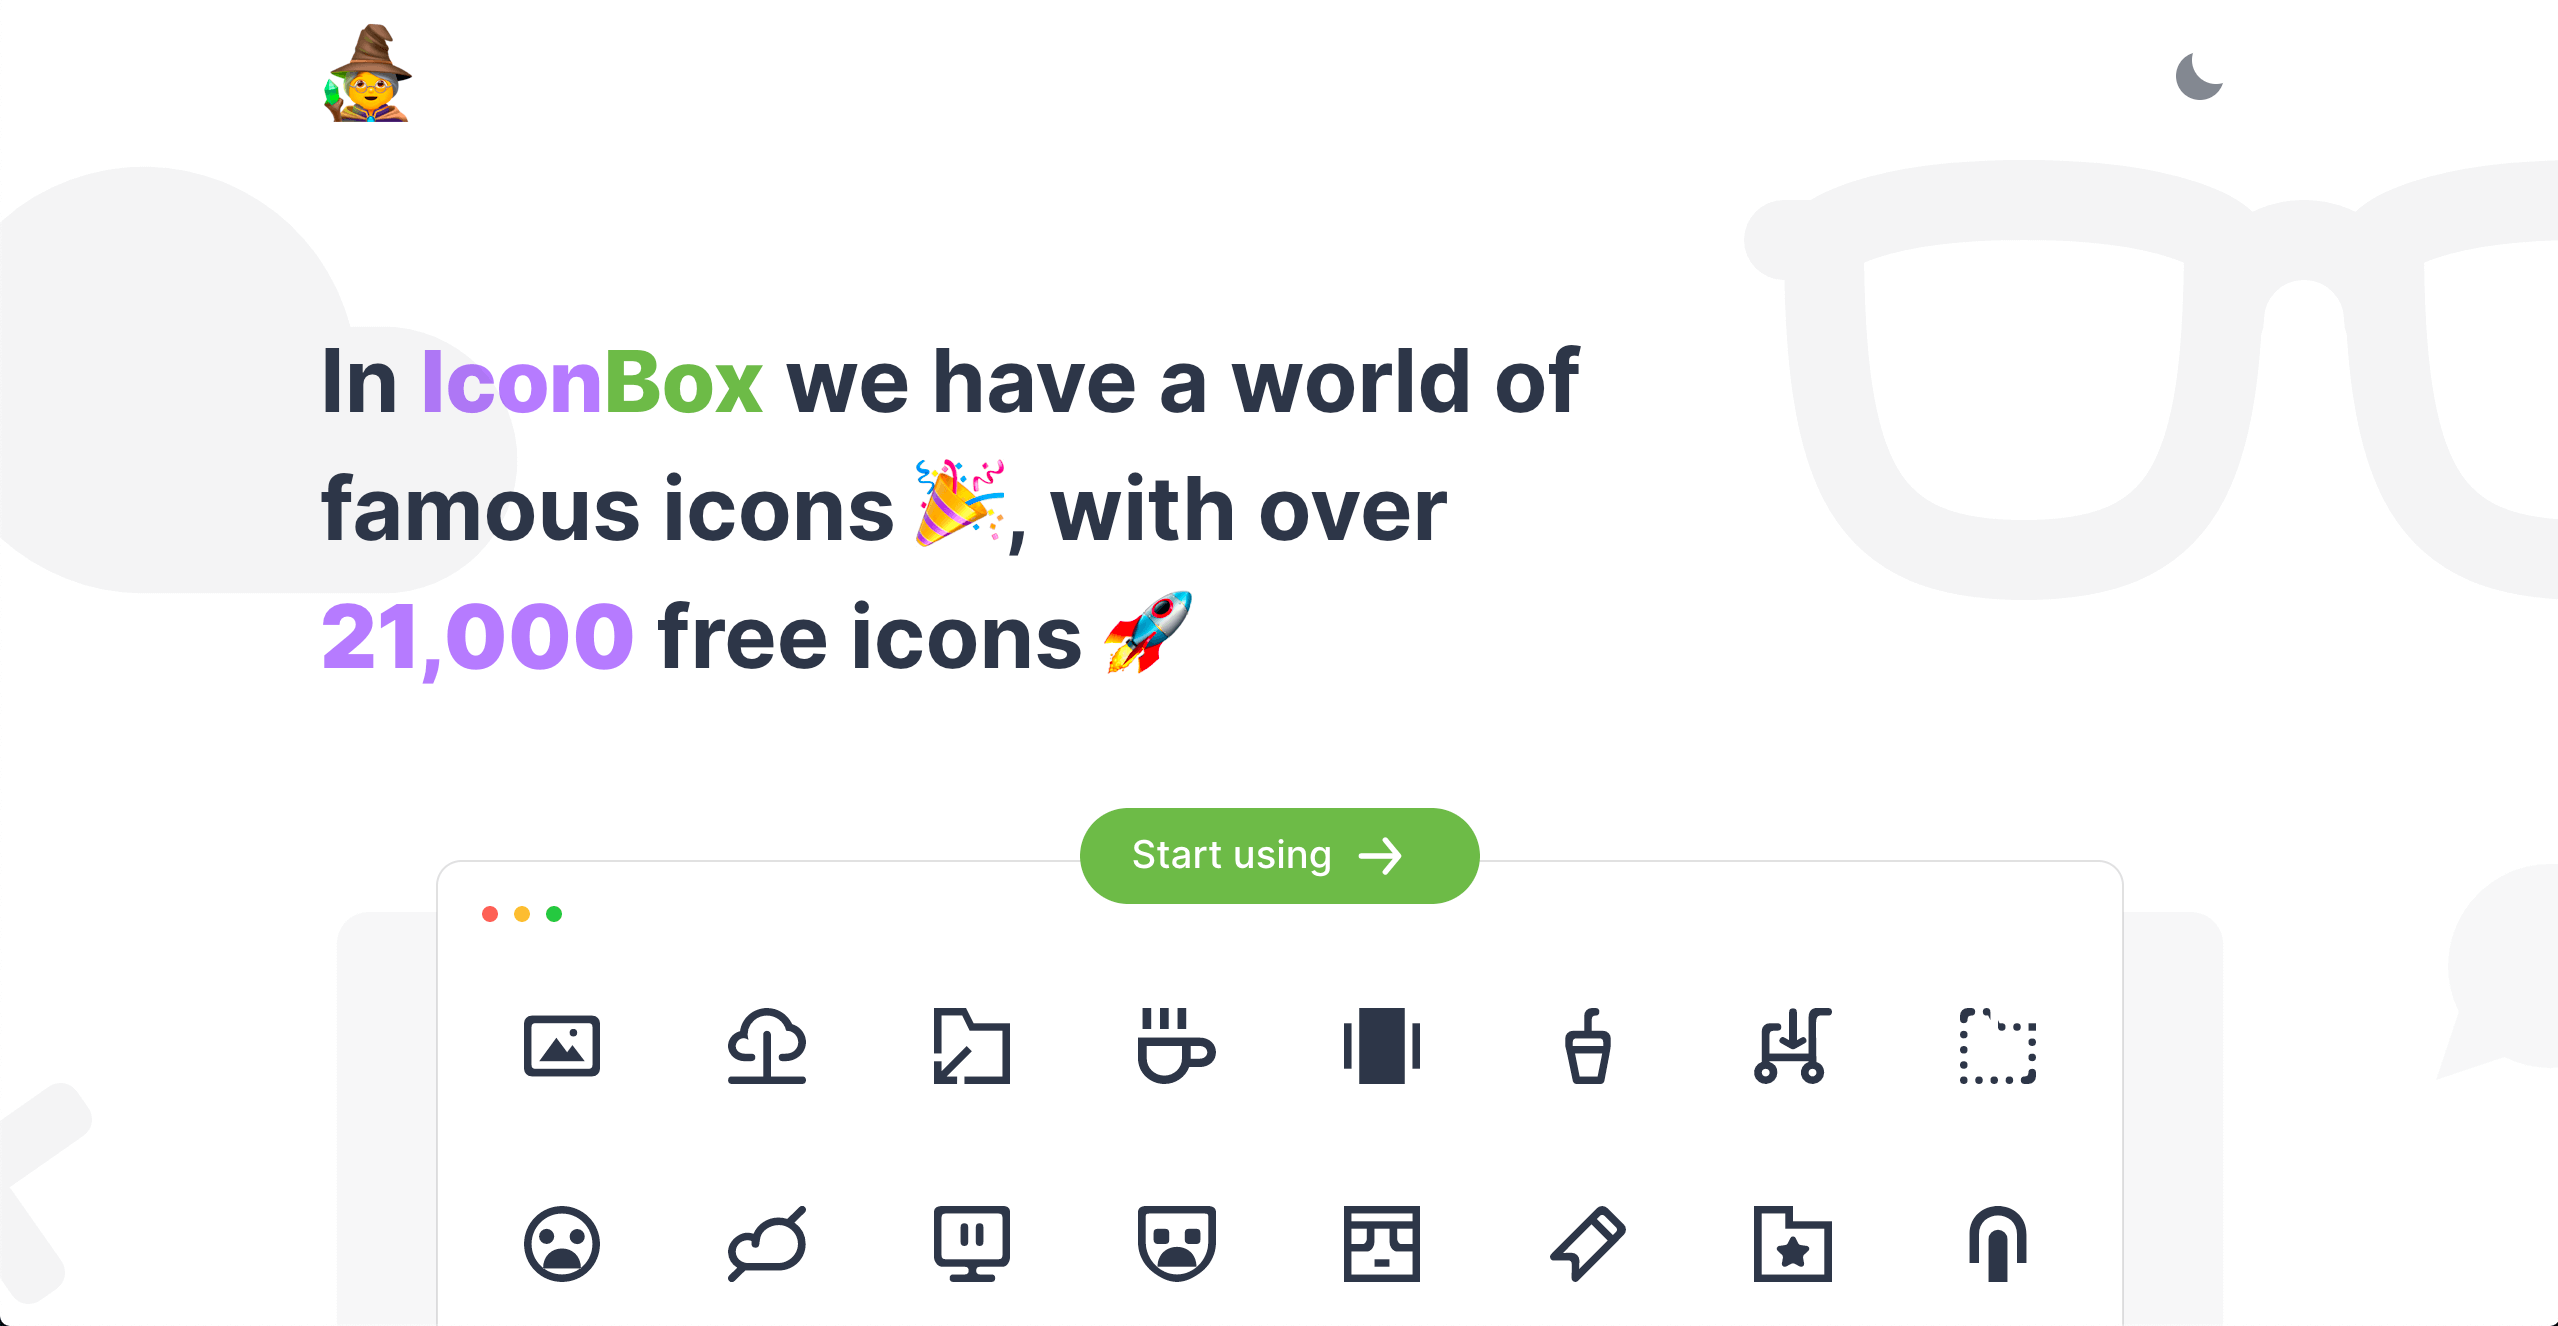 In IconBox we have a world of
famous icons 🎉, with over
21,000 free icons 🚀
Start using →